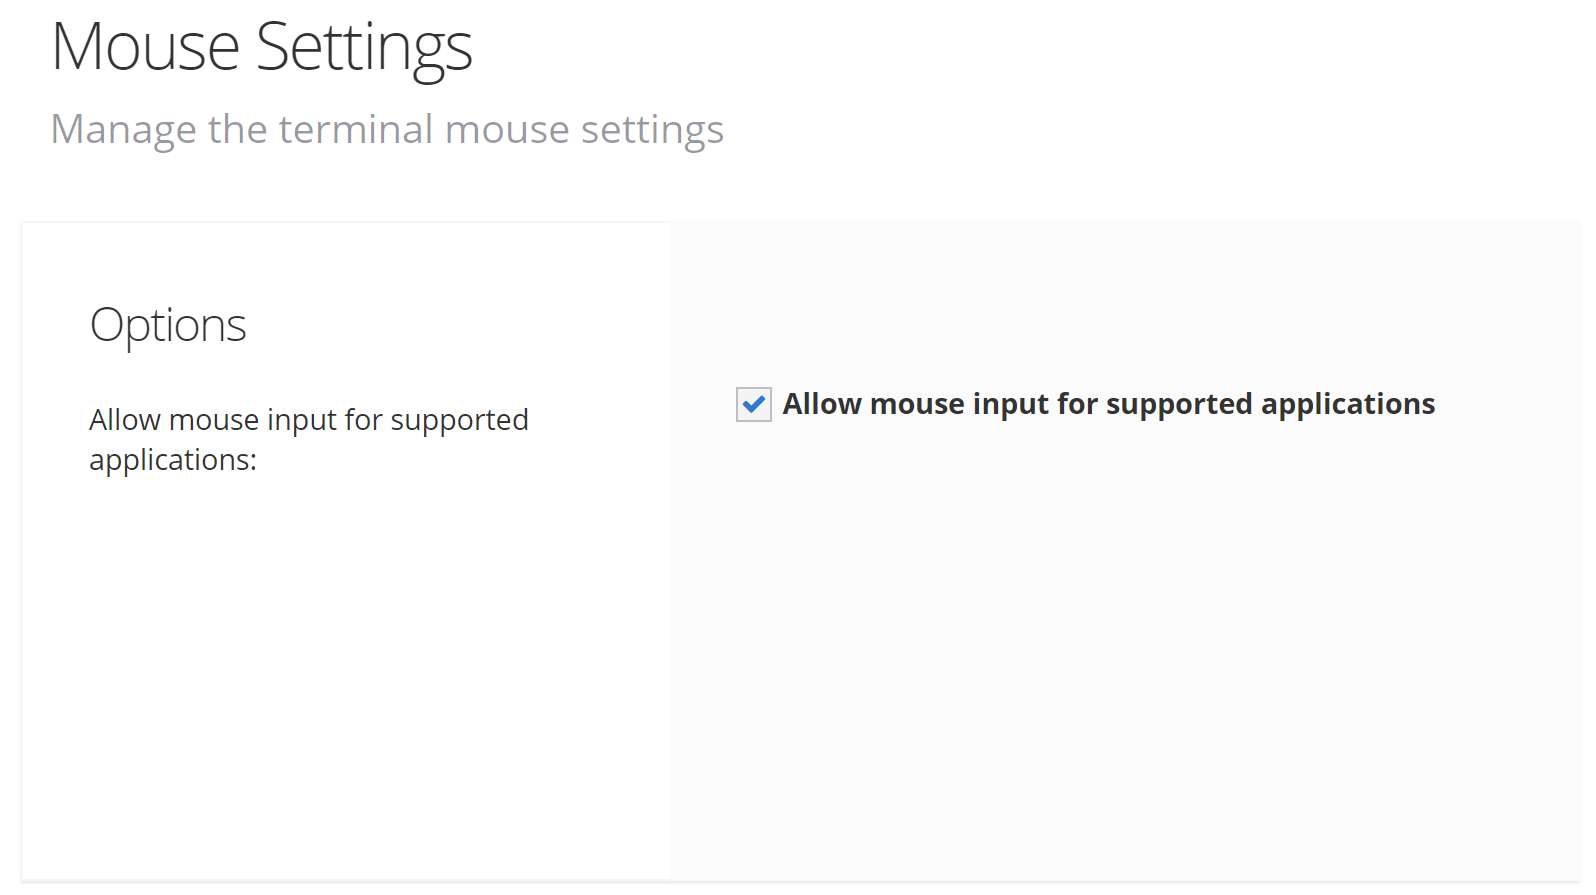 Mouse Settings
Manage the terminal mouse settings
Options
Allow mouse input for supported
applications:
Allow mouse input for supported applications